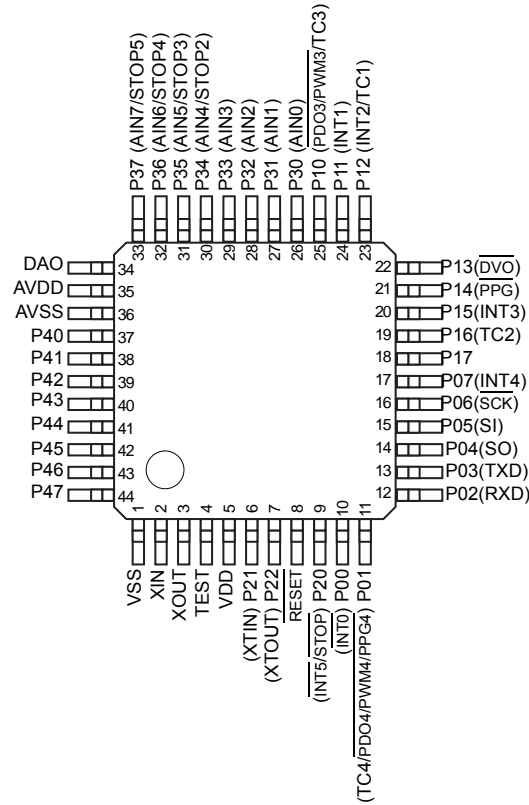 P37 (AIN7/STOP5)
P36 (AIN6/STOP4)
P35 (AIN5/STOP3)
P34 (AIN4/STOP2)
P33 (AIN3)
P32 (AIN2)
P31 (AIN1)
P30 (AIN0)
P10 (PDO3/PWM3/TC3)
P11 (INT1)
P12 (INT2/TC1)
33
32
31
30
29
28
27
26
25
24
23
DAO 34
AVDD 35
AVSS 36
P40 37
P41 38
P42 39
P43 40
P44 41
P45 42
P46 43
P47 44
22 P13(DVO)
21 P14(PPG)
20 P15(INT3)
19 P16(TC2)
18 P17
17 P07(INT4)
16 P06(SCK)
15 P05(SI)
14 P04(SO)
13 P03(TXD)
12 P02(RXD)
1
2
3
4
5
6
7
8
9
10
11
VSS
XIN
XOUT
TEST
VDD
(XTIN) P21
(XTOUT) P22
RESET
(INT5/STOP) P20
(INT0) P00
(TC4/PDO4/PWM4/PPG4) P01